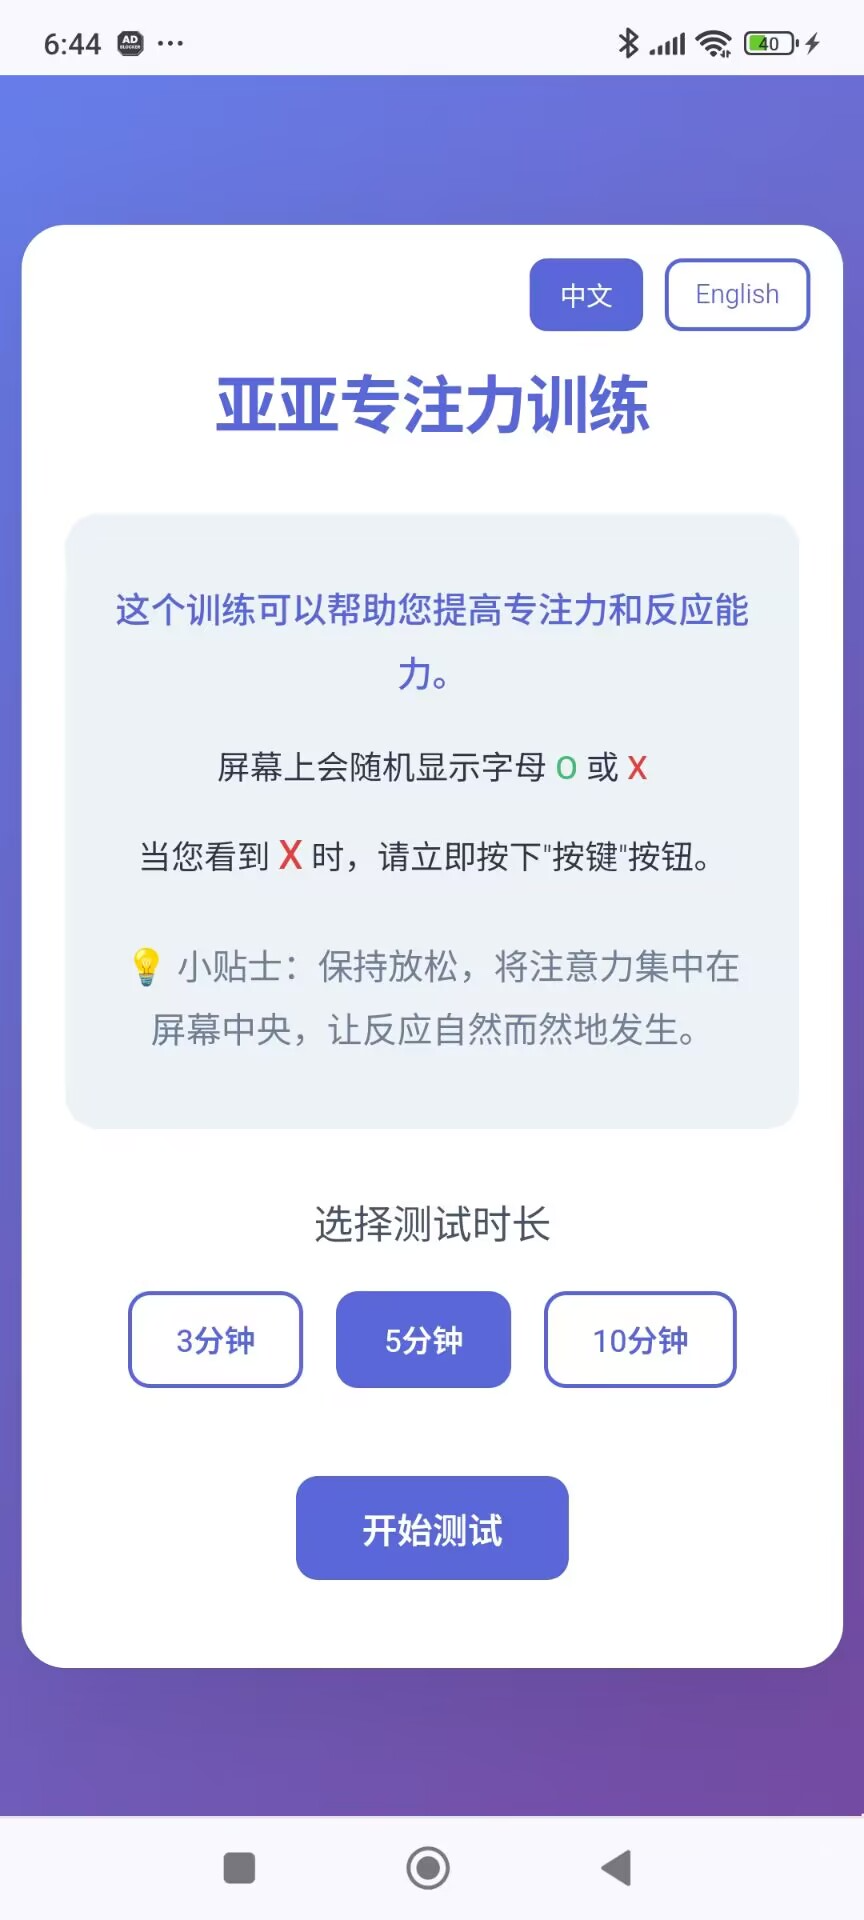 6:44 AD BLOCKER ··· 40
中文 English
亚亚专注力训练
这个训练可以帮助您提高专注力和反应能
力。
屏幕上会随机显示字母 O 或 X
当您看到 X 时，请立即按下"按键"按钮。
💡 小贴士：保持放松，将注意力集中在
屏幕中央，让反应自然而然地发生。
选择测试时长
3分钟 5分钟 10分钟
开始测试